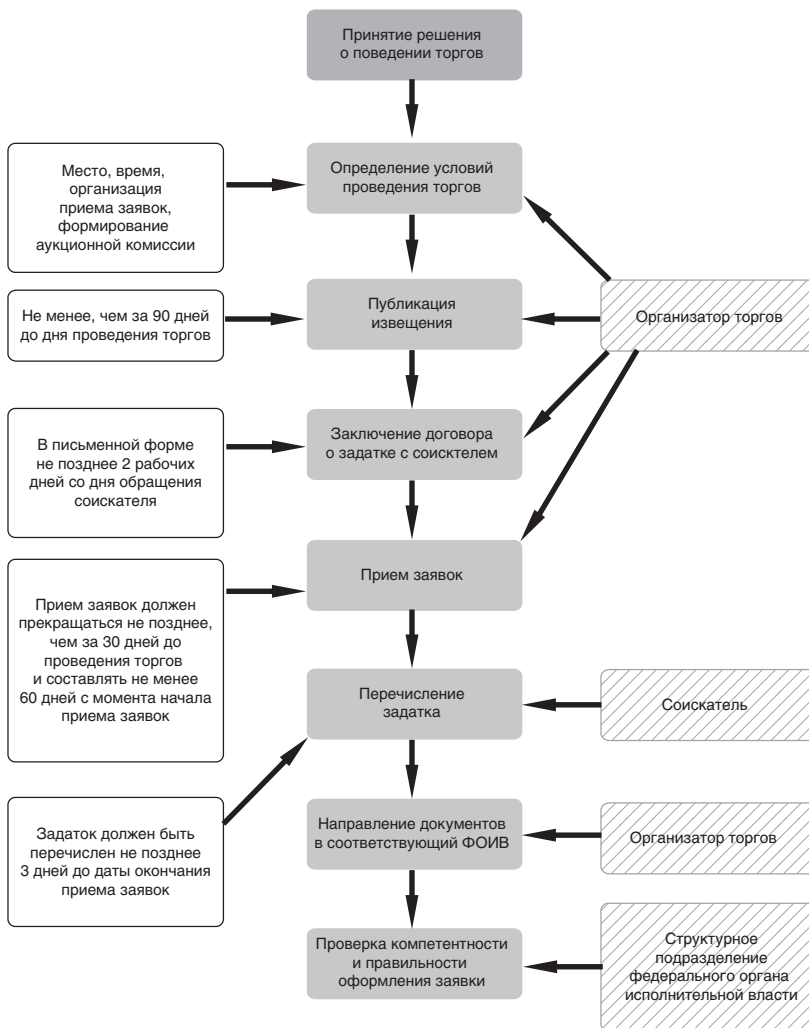 Принятие решения
о поведении торгов
Место, время,
организация
приема заявок,
формирование
аукционной комиссии
Определение условий
проведения торгов
Не менее, чем за 90 дней
до дня проведения торгов
Публикация
извещения
Организатор торгов
В письменной форме
не позднее 2 рабочих
дней со дня обращения
соискателя
Заключение договора
о задатке с соисктелем
Прием заявок
Прием заявок должен
прекращаться не позднее,
чем за 30 дней до
проведения торгов
и составлять не менее
60 дней с момента начала
приема заявок
Перечисление
задатка
Соискатель
Задаток должен быть
перечислен не позднее
3 дней до даты окончания
приема заявок
Направление документов
в соответствующий ФОИВ
Организатор торгов
Проверка компетентности
и правильности
оформления заявки
Структурное
подразделение
федерального органа
исполнительной власти